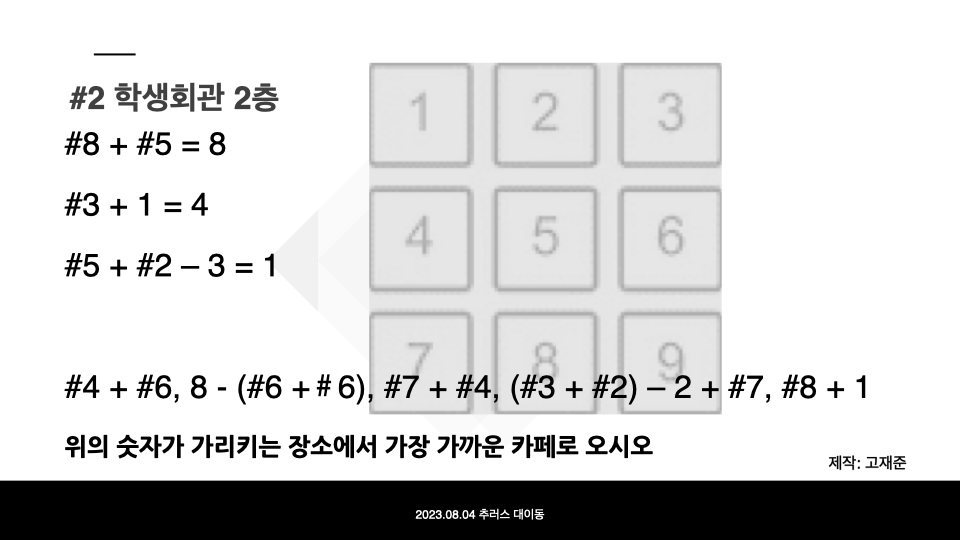 #2 학생회관 2층
#8 + #5 = 8
#3 + 1 = 4
#5 + #2 – 3 = 1
1 2 3
4 5 6
7 8 9
#4 + #6, 8 - (#6 + # 6), #7 + #4, (#3 + #2) – 2 + #7, #8 + 1
위의 숫자가 가리키는 장소에서 가장 가까운 카페로 오시오
제작: 고재준
2023.08.04 추러스 대이동